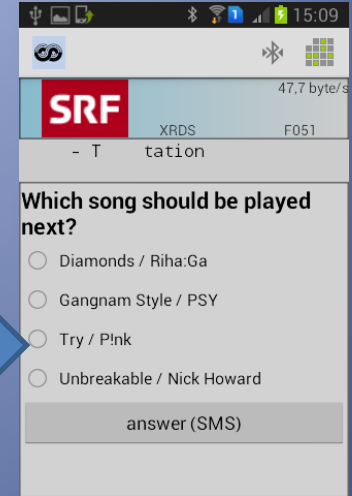 15:09
47,7 byte/s
SRF
XRDS F051
- T tation
Which song should be played
next?
Diamonds / Riha:Ga
Gangnam Style / PSY
Try / P!nk
Unbreakable / Nick Howard
answer (SMS)